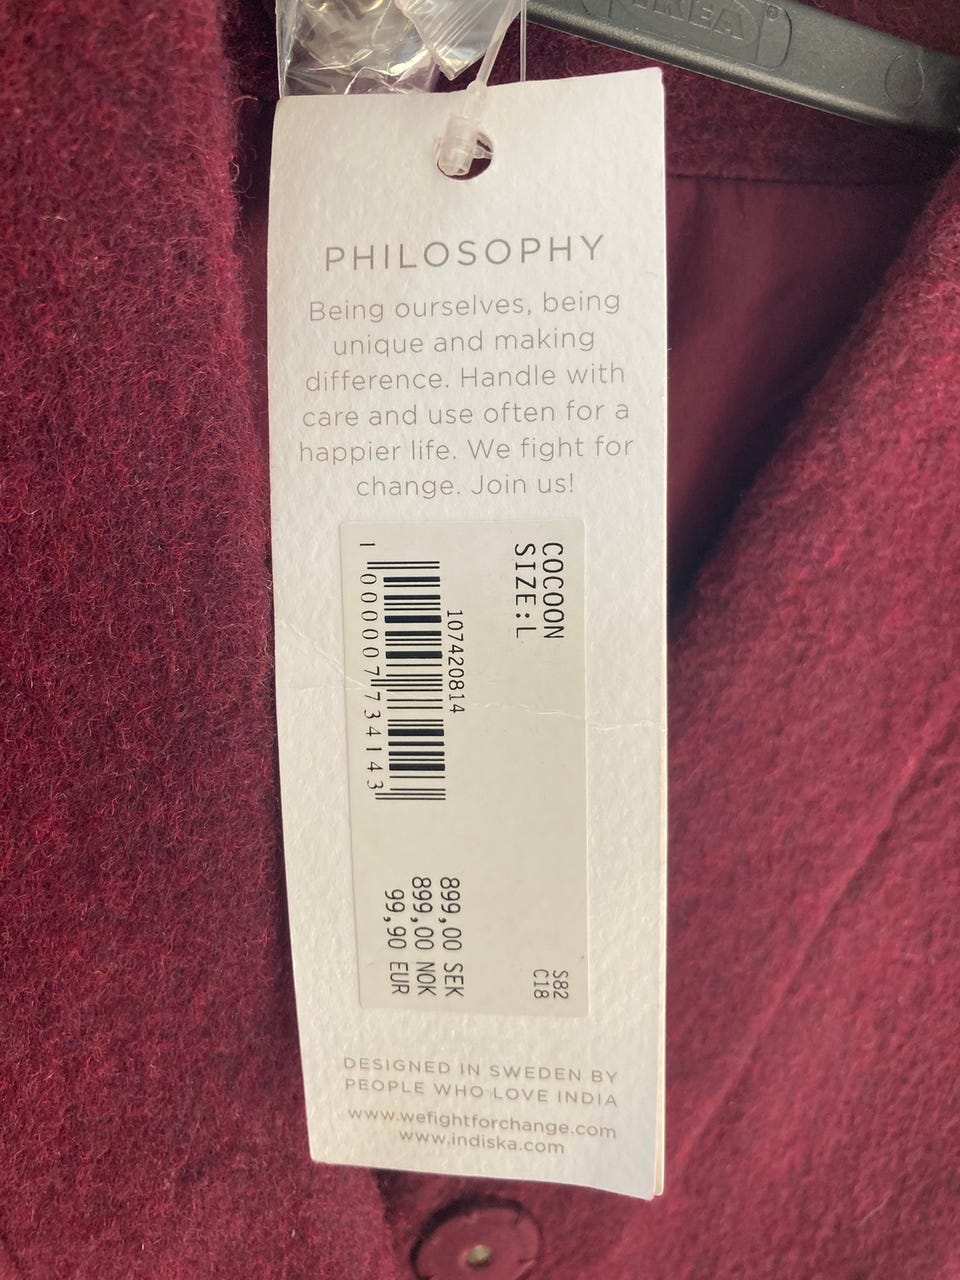 IKEA®
PHILOSOPHY
Being ourselves, being
unique and making
difference. Handle with
care and use often for a
happier life. We fight for
change. Join us!
COCOON
SIZE:L
107420814
1 000007 734143
S82
C18
899,00 SEK
899,00 NOK
99,90 EUR
DESIGNED IN SWEDEN BY
PEOPLE WHO LOVE INDIA
www.wefightforchange.com
www.indiska.com